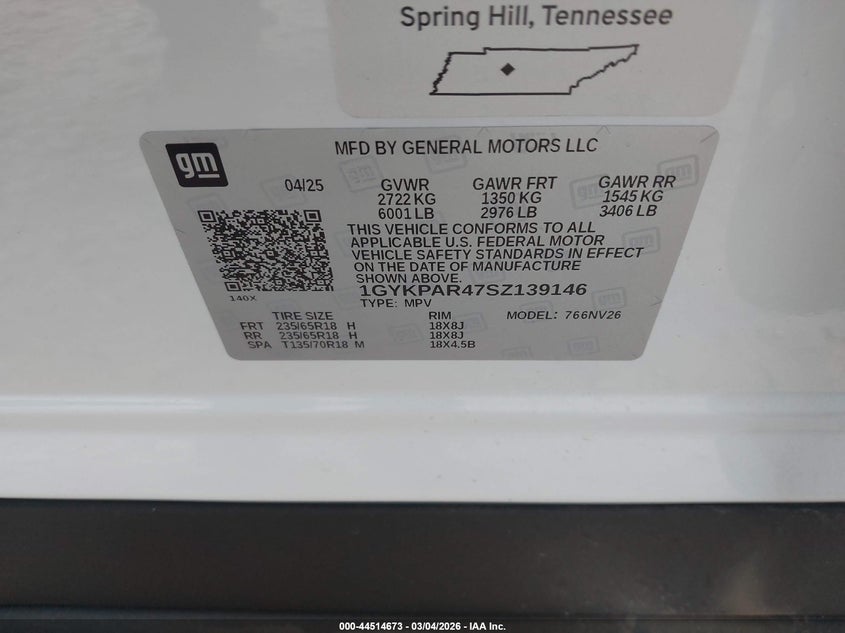 Spring Hill, Tennessee
gm
MFD BY GENERAL MOTORS LLC
04/25 GVWR GAWR FRT GAWR RR
2722 KG 1350 KG 1545 KG
6001 LB 2976 LB 3406 LB
THIS VEHICLE CONFORMS TO ALL
APPLICABLE U.S. FEDERAL MOTOR
VEHICLE SAFETY STANDARDS IN EFFECT
ON THE DATE OF MANUFACTURE
SHOWN ABOVE.
1GYKPAR47SZ139146
140X
TYPE: MPV
TIRE SIZE RIM MODEL: 766NV26
FRT 235/65R18 H 18X8J
RR 235/65R18 H 18X8J
SPA T135/70R18 M 18X4.5B
000-44514673 - 03/04/2026 - IAA Inc.